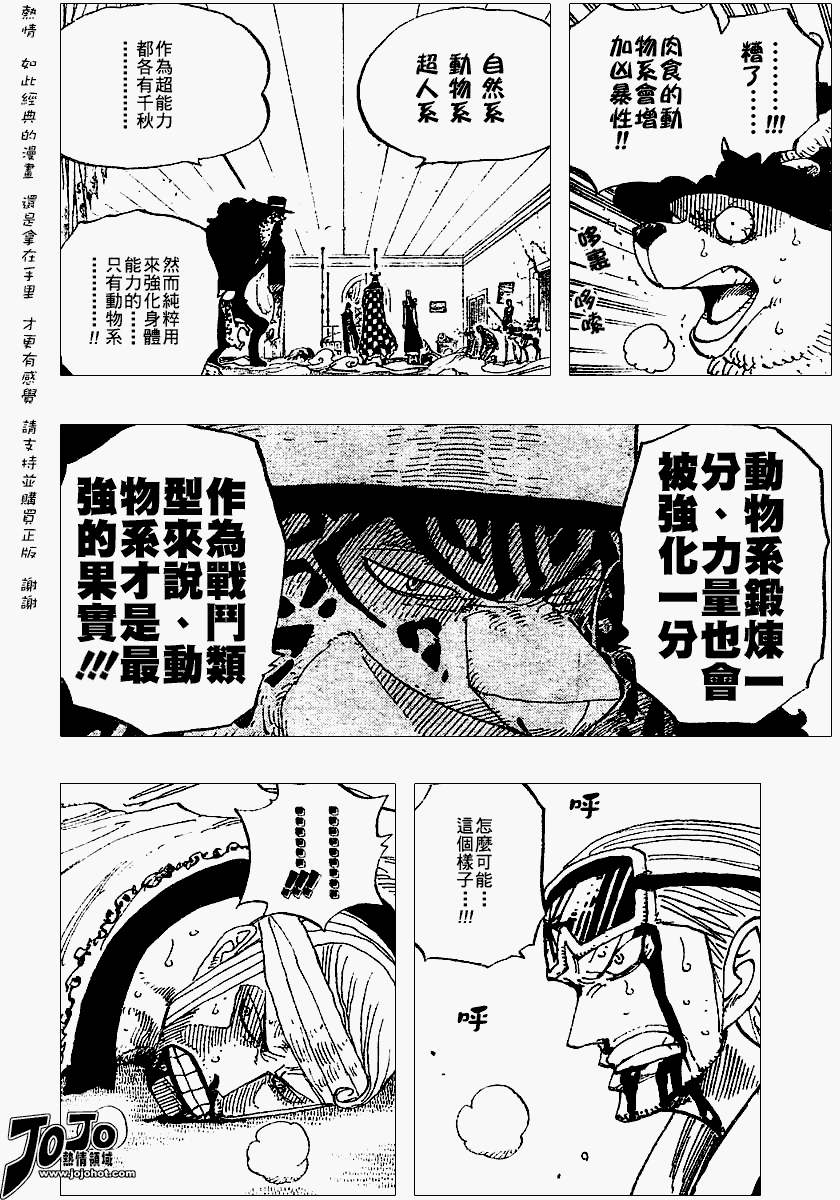 糟了………!!!
肉食的動
物系會增
加凶暴性!!
哆裏
哆嗦
自然系
動物系
超人系
作為超能力
都各有千秋
…………
然而純粹用
來強化身體
能力的……
只有動物系
………!!
動物系鍛煉一
分、力量也會
被強化一分
作為戰鬥類
型來說、動
物系才是最
強的果實!!!
呼
怎麼可能…
這個樣子…!!!
呼
………………!!!
熱情 如此經典的漫畫 還是拿在手里 才更有感覺 請支持並購買正版 謝謝
JOJO
熱情領域
www.jojohot.com